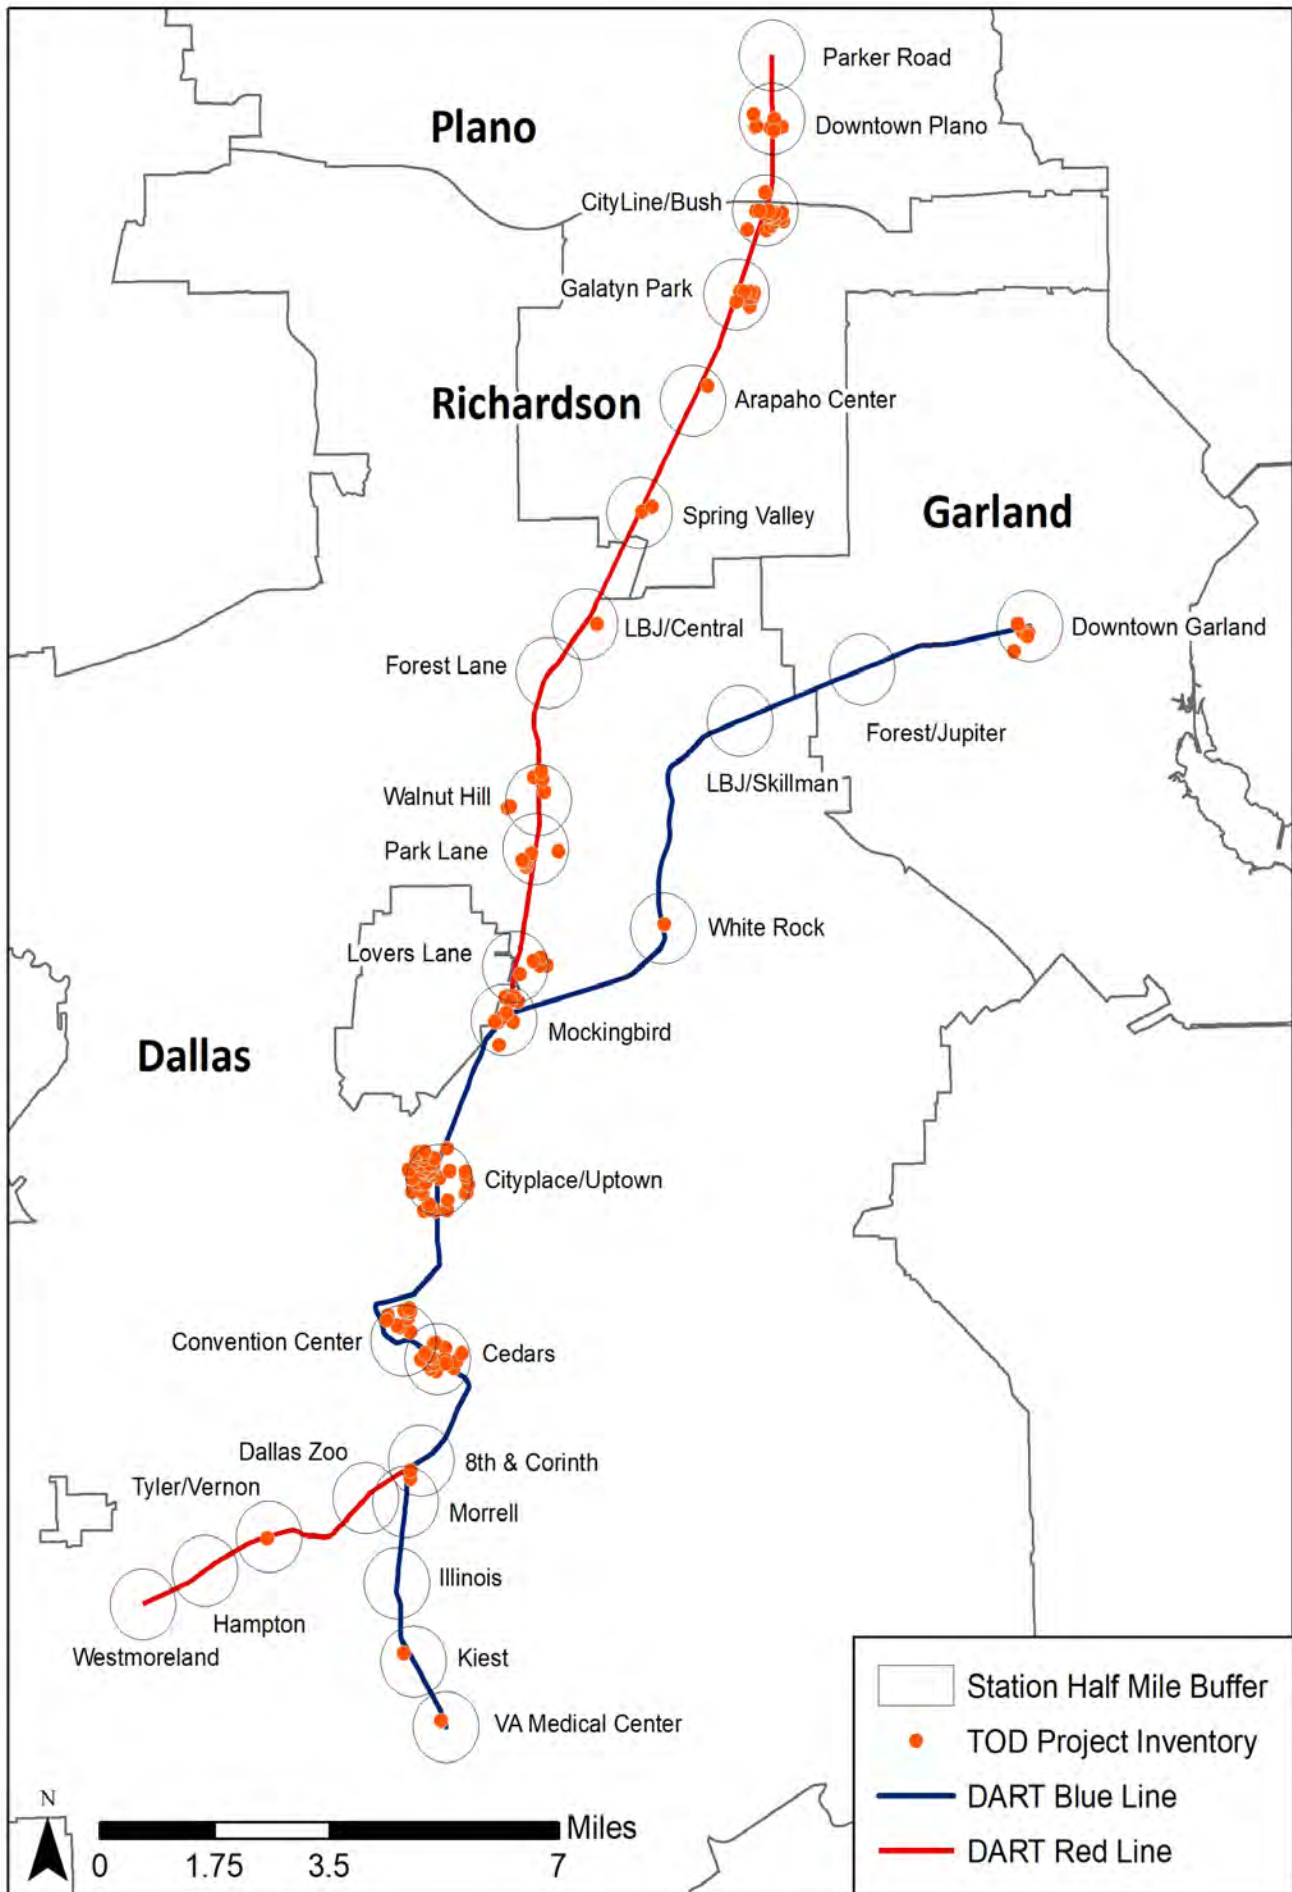 Parker Road
Plano
Downtown Plano
CityLine/Bush
Galatyn Park
Richardson
Arapaho Center
Garland
Spring Valley
LBJ/Central
Downtown Garland
Forest Lane
Forest/Jupiter
LBJ/Skillman
Walnut Hill
Park Lane
White Rock
Lovers Lane
Mockingbird
Dallas
Cityplace/Uptown
Convention Center
Cedars
Dallas Zoo
8th & Corinth
Tyler/Vernon
Morrell
Illinois
Hampton
Westmoreland
Kiest
VA Medical Center
Station Half Mile Buffer
TOD Project Inventory
DART Blue Line
DART Red Line
N
Miles
0 1.75 3.5 7